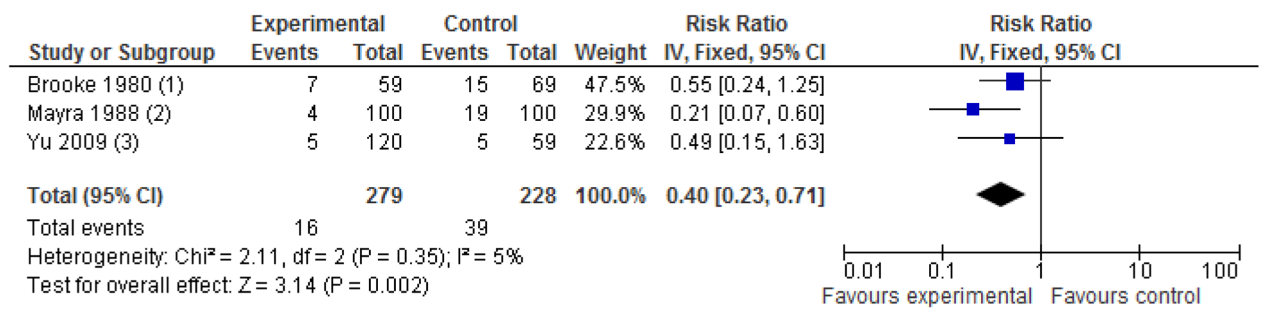 Experimental Control Risk Ratio Risk Ratio
Study or Subgroup Events Total Events Total Weight IV, Fixed, 95% CI IV, Fixed, 95% CI
Brooke 1980 (1) 7 59 15 69 47.5% 0.55 [0.24, 1.25]
Mayra 1988 (2) 4 100 19 100 29.9% 0.21 [0.07, 0.60]
Yu 2009 (3) 5 120 5 59 22.6% 0.49 [0.15, 1.63]
Total (95% CI) 279 228 100.0% 0.40 [0.23, 0.71]
Total events 16 39
Heterogeneity: Chi² = 2.11, df = 2 (P = 0.35); I² = 5%
Test for overall effect: Z = 3.14 (P = 0.002)
0.01 0.1 1 10 100
Favours experimental Favours control